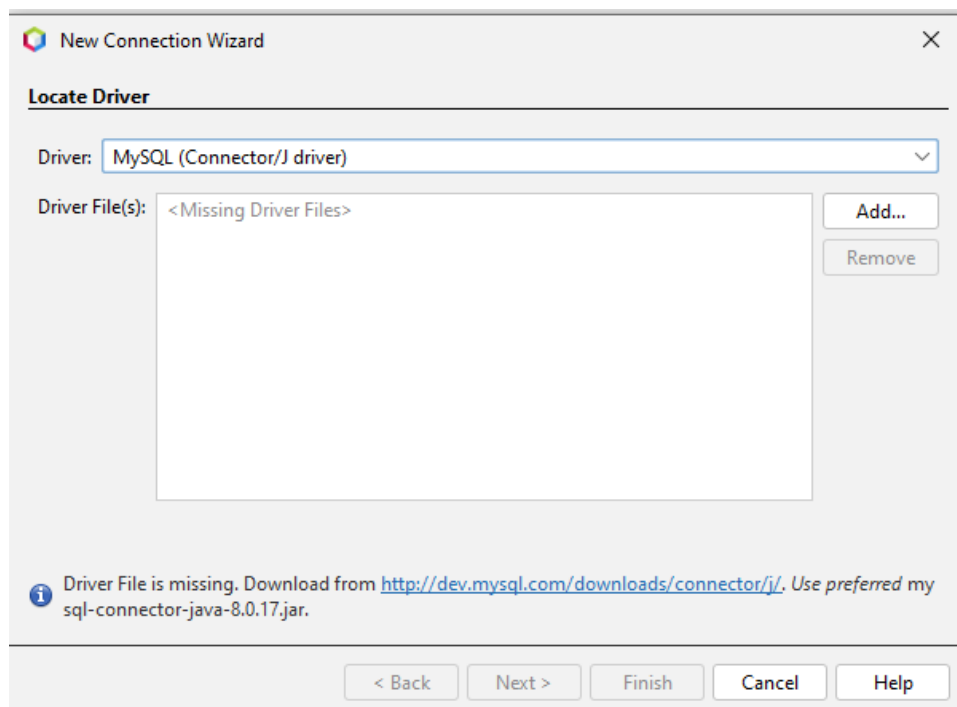 New Connection Wizard
Locate Driver
Driver: MySQL (Connector/J driver)
Driver File(s): <Missing Driver Files>
Add...
Remove
Driver File is missing. Download from http://dev.mysql.com/downloads/connector/j/. Use preferred my
sql-connector-java-8.0.17.jar.
< Back Next > Finish Cancel Help